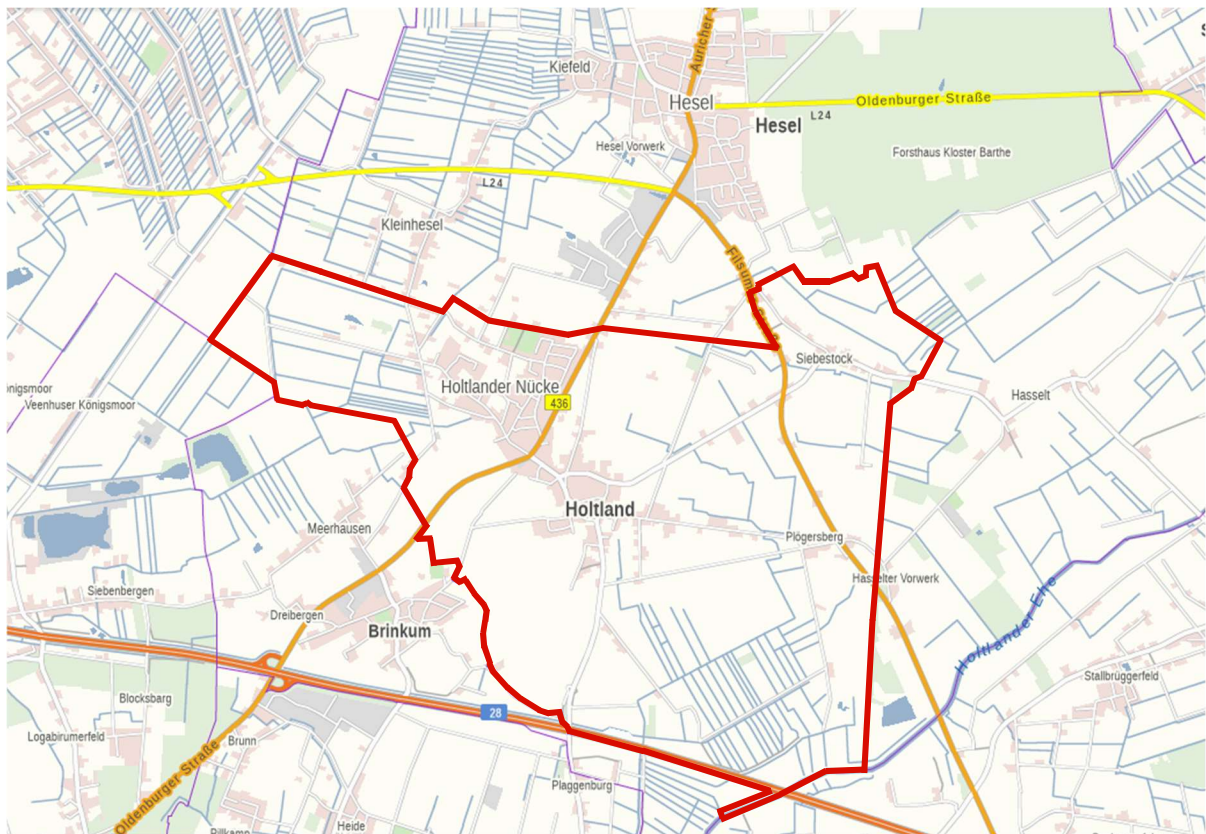 Auricher
Kiefeld
Hesel
Oldenburger Straße
L24
Hesel
Hesel Vorwerk
Forsthaus Kloster Barthe
L24
Kleinhesel
Siebestock
Holtlander Nücke
Hasselt
Veenhuser Königsmoor
436
Holtland
Meerhausen
Plögersberg
Hasselter Vorwerk
Siebenbergen
Dreibergen
Brinkum
Holtlander Ehe
Stallbrüggerfeld
Blocksbarg
28
Logabirumerfeld
Brunn
Oldenburger Straße
Plaggenburg
Heide